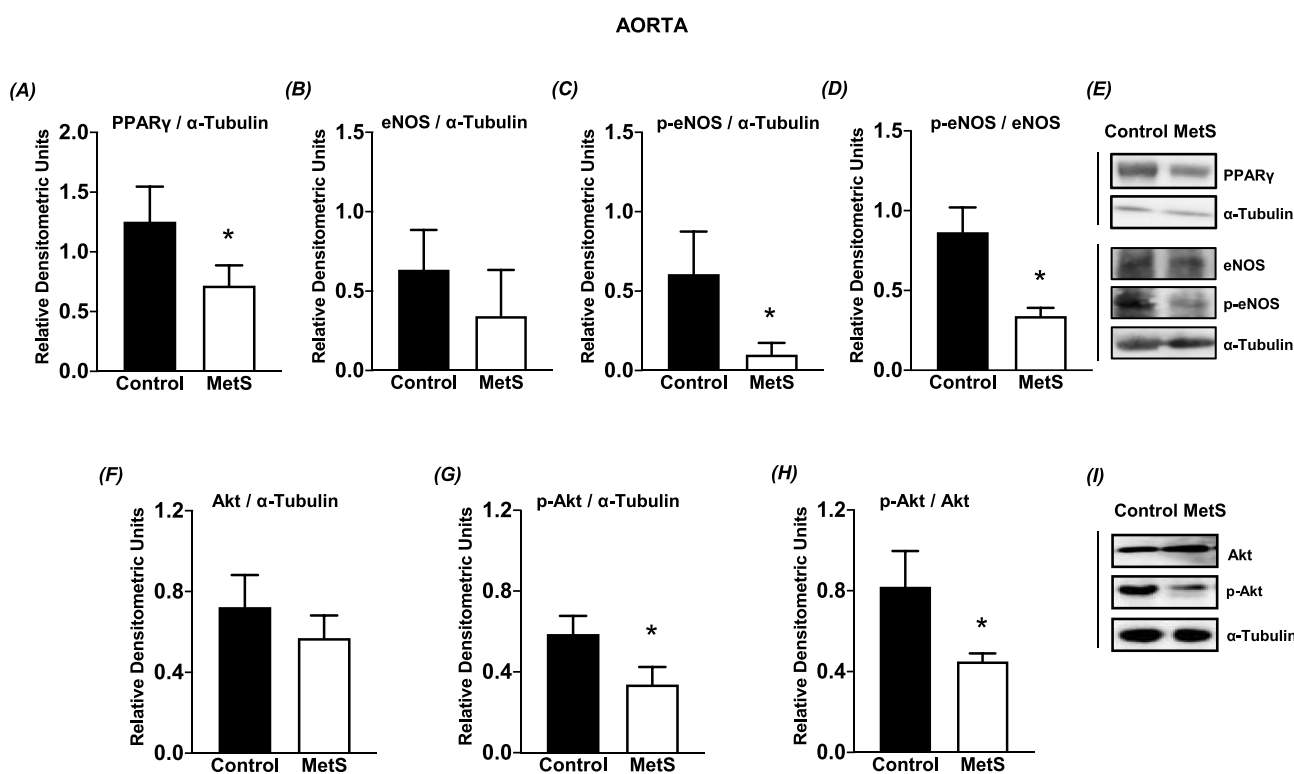 AORTA
(A)
PPARγ / α-Tubulin
Relative Densitometric Units
2.0
1.5
1.0
0.5
0.0
*
Control MetS
(B)
eNOS / α-Tubulin
Relative Densitometric Units
1.5
1.0
0.5
0.0
Control MetS
(C)
p-eNOS / α-Tubulin
Relative Densitometric Units
1.5
1.0
0.5
0.0
*
Control MetS
(D)
p-eNOS / eNOS
Relative Densitometric Units
1.5
1.0
0.5
0.0
*
Control MetS
(E)
Control MetS
PPARγ
α-Tubulin
eNOS
p-eNOS
α-Tubulin
(F)
Akt / α-Tubulin
Relative Densitometric Units
1.2
0.8
0.4
0.0
Control MetS
(G)
p-Akt / α-Tubulin
Relative Densitometric Units
1.2
0.8
0.4
0.0
*
Control MetS
(H)
p-Akt / Akt
Relative Densitometric Units
1.2
0.8
0.4
0.0
*
Control MetS
(I)
Control MetS
Akt
p-Akt
α-Tubulin